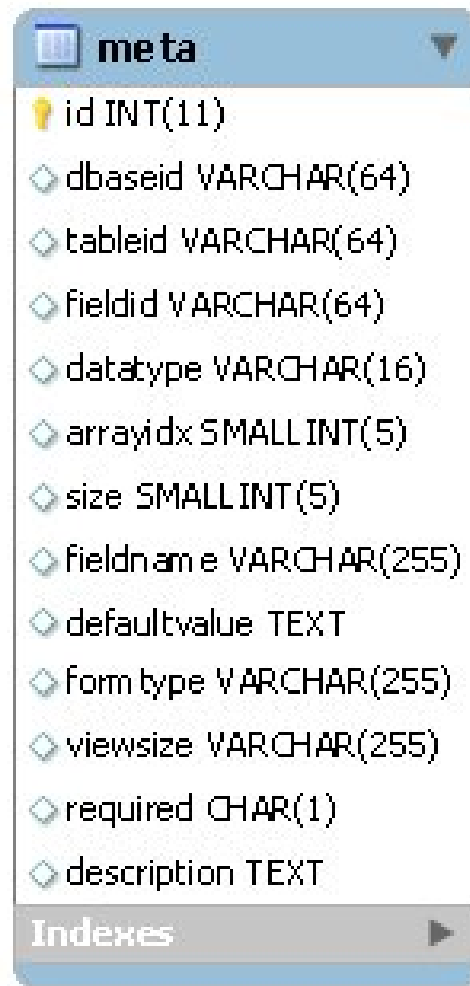 meta
id INT(11)
dbaseid VARCHAR(64)
tableid VARCHAR(64)
fieldid VARCHAR(64)
datatype VARCHAR(16)
arrayidx SMALLINT(5)
size SMALLINT(5)
fieldname VARCHAR(255)
defaultvalue TEXT
formtype VARCHAR(255)
viewsize VARCHAR(255)
required CHAR(1)
description TEXT
Indexes